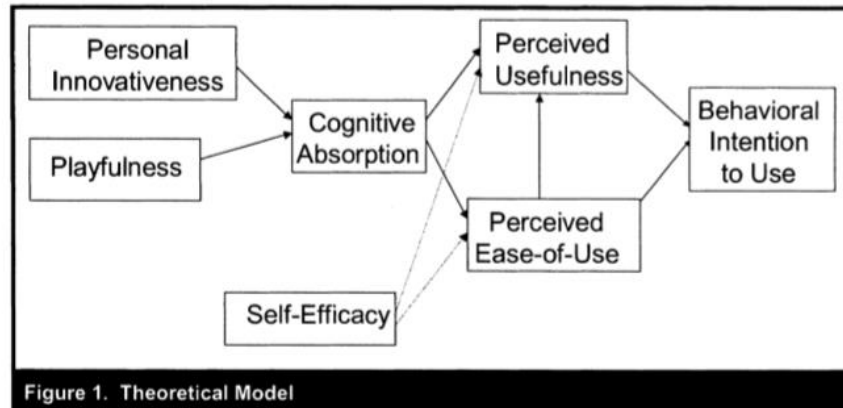 Personal
Innovativeness
Playfulness
Cognitive
Absorption
Self-Efficacy
Perceived
Usefulness
Perceived
Ease-of-Use
Behavioral
Intention
to Use
Figure 1. Theoretical Model